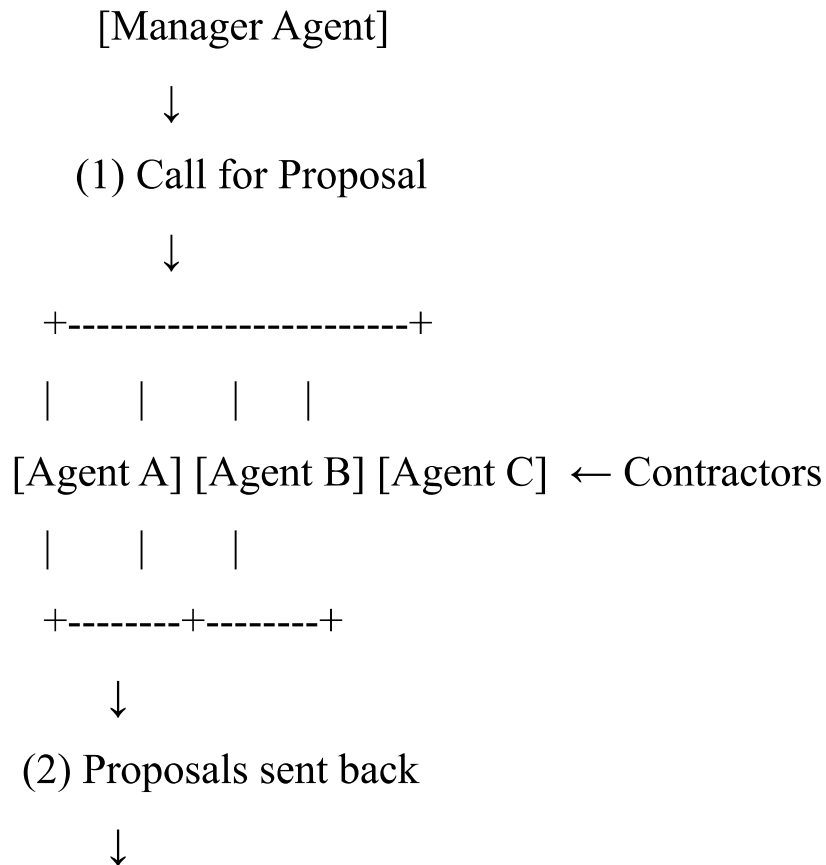 [Manager Agent]
↓
(1) Call for Proposal
↓
+------------------------+
| | | |
[Agent A] [Agent B] [Agent C] ← Contractors
| | |
+--------+--------+
↓
(2) Proposals sent back
↓